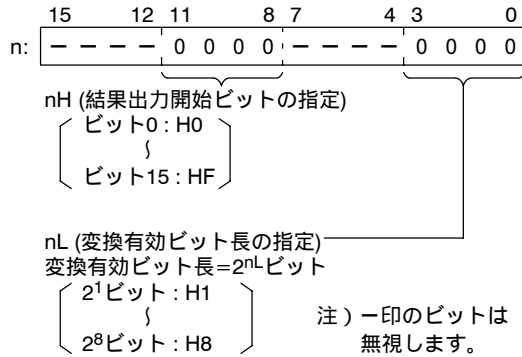 15 12 11 8 7 4 3 0
n: － － － － 0 0 0 0 － － － － 0 0 0 0
nH (結果出力開始ビットの指定)
ビット0 : H0
〜
ビット15 : HF
nL (変換有効ビット長の指定)
変換有効ビット長=2^nLビット
2^1ビット : H1
〜
2^8ビット : H8
注）ー印のビットは
無視します。